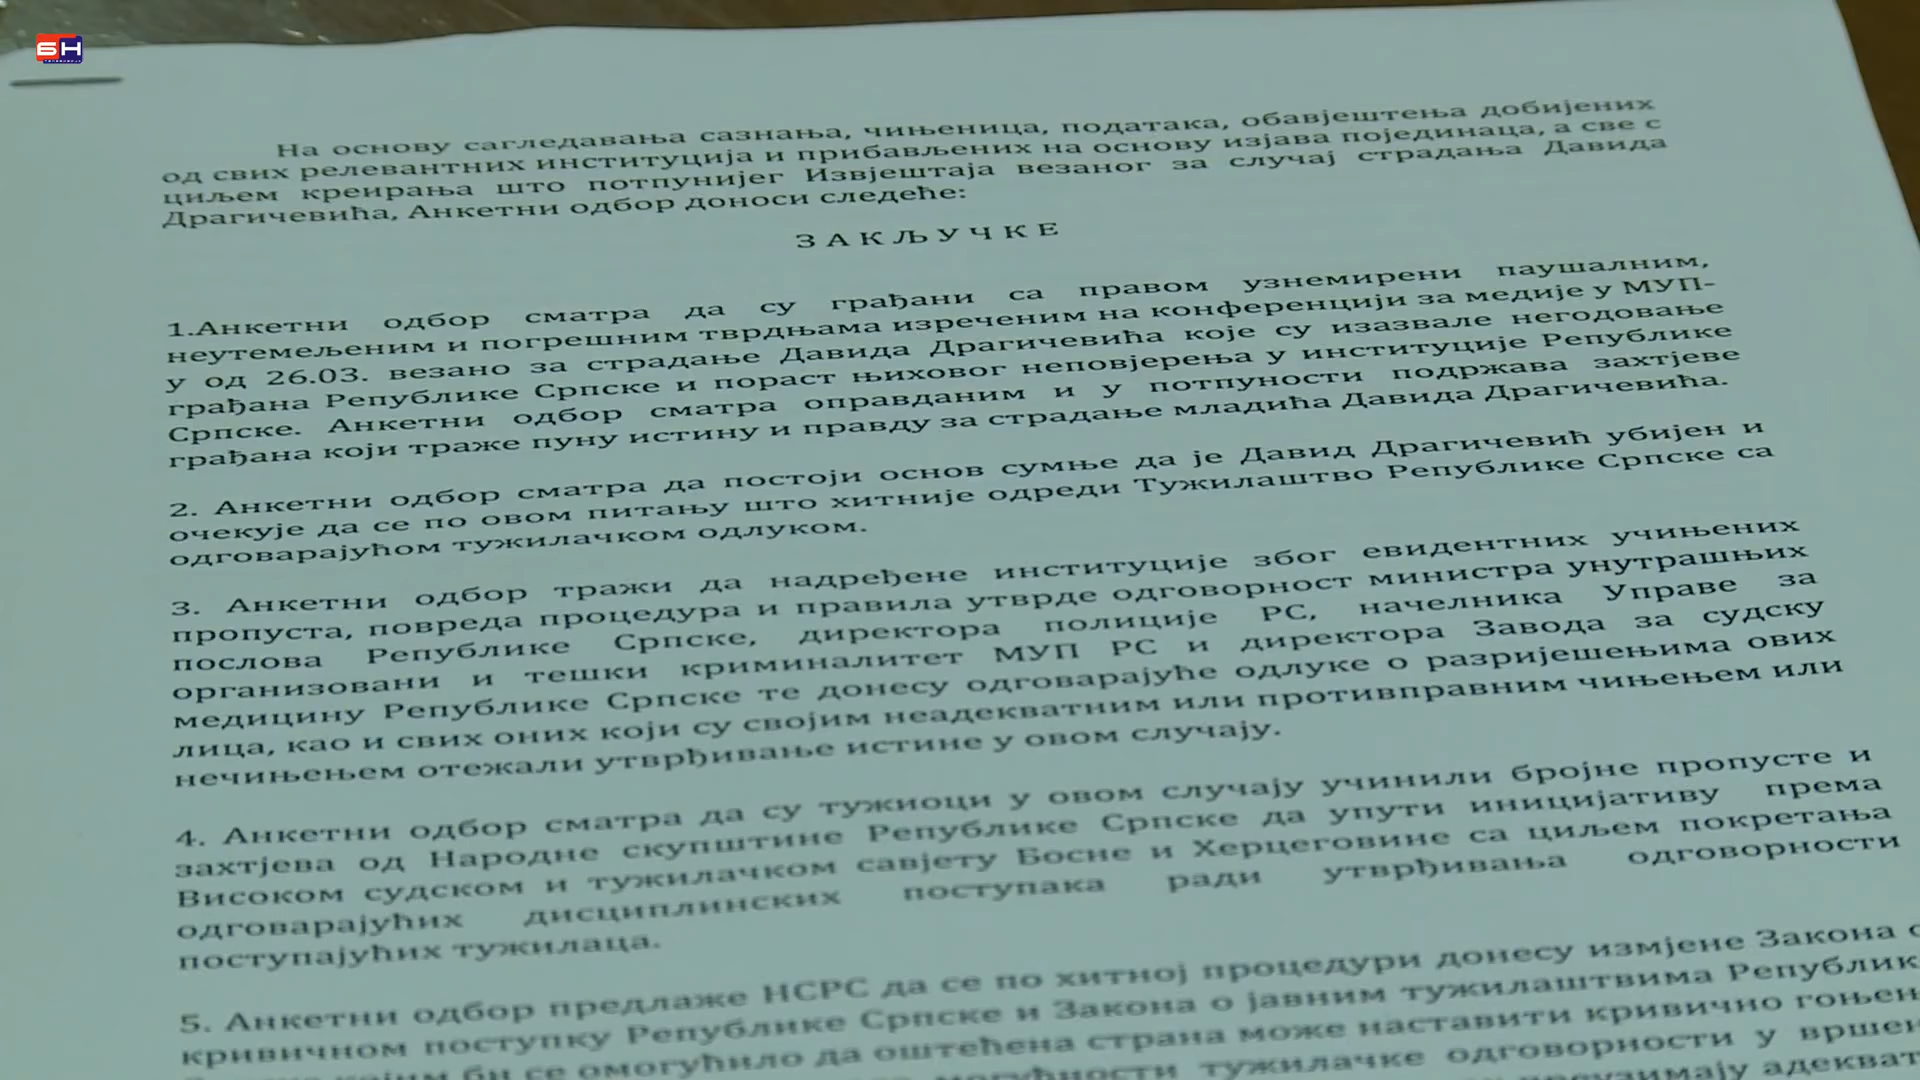 БН
ТЕЛЕВИЗИЈА
На основу сагледавања сазнања, чињеница, података, обавјештења добијених
од свих релевантних институција и прибављених на основу изјава појединаца, а све с
циљем креирања што потпунијег Извјештаја везаног за случај страдања Давида
Драгичевића, Анкетни одбор доноси следеће:
З А К Љ У Ч К Е
1.Анкетни одбор сматра да су грађани са правом узнемирени паушалним,
неутемељеним и погрешним тврдњама изреченим на конференцији за медије у МУП-
у од 26.03. везано за страдање Давида Драгичевића које су изазвале негодовање
грађана Републике Српске и пораст њиховог неповјерења у институције Републике
Српске. Анкетни одбор сматра оправданим и у потпуности подржава захтјеве
грађана који траже пуну истину и правду за страдање младића Давида Драгичевића.
2. Анкетни одбор сматра да постоји основ сумње да је Давид Драгичевић убијен и
очекује да се по овом питању што хитније одреди Тужилаштво Републике Српске са
одговарајућом тужилачком одлуком.
3. Анкетни одбор тражи да надређене институције због евидентних учињених
пропуста, повреда процедура и правила утврде одговорност министра унутрашњих
послова Републике Српске, директора полиције РС, начелника Управе за
организовани и тешки криминалитет МУП РС и директора Завода за судску
медицину Републике Српске те донесу одговарајуће одлуке о разријешењима ових
лица, као и свих оних који су својим неадекватним или противправним чињењем или
нечињењем отежали утврђивање истине у овом случају.
4. Анкетни одбор сматра да су тужиоци у овом случају учинили бројне пропусте и
захтјева од Народне скупштине Републике Српске да упути иницијативу према
Високом судском и тужилачком савјету Босне и Херцеговине са циљем покретања
одговарајућих дисциплинских поступака ради утврђивања одговорности
поступајућих тужилаца.
5. Анкетни одбор предлаже НСРС да се по хитној процедури донесу измјене Закона о
кривичном поступку Републике Српске и Закона о јавним тужилаштвима Републик
којим би се омогућило да оштећена страна може наставити кривично гоњењ
могућности тужилачке одговорности у вршењ
преузимају адекват